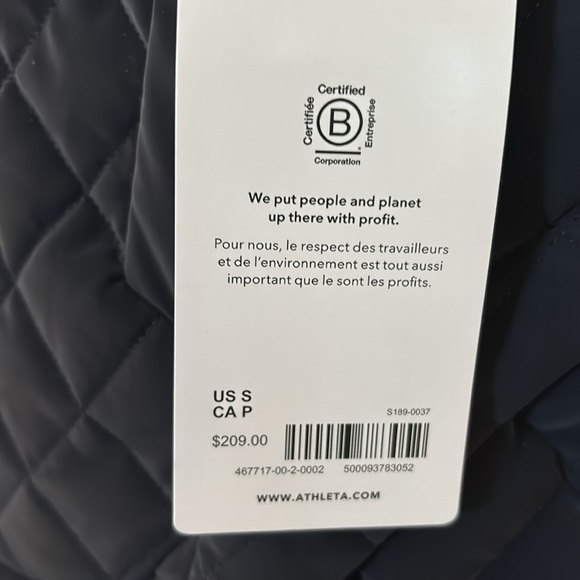 Certified
Certifiée
B
Entreprise
Corporation
We put people and planet
up there with profit.
Pour nous, le respect des travailleurs
et de l'environnement est tout aussi
important que le sont les profits.
US S
CA P
S189-0037
$209.00
467717-00-2-0002 500093783052
WWW.ATHLETA.COM